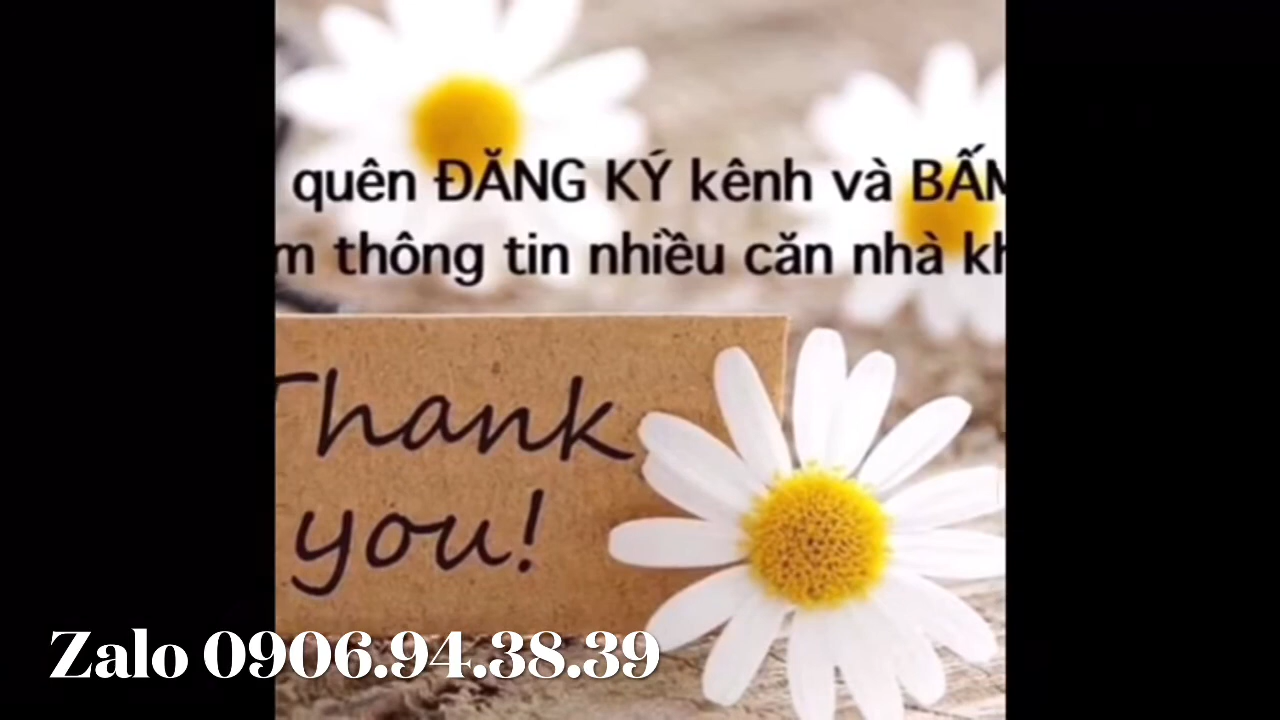 quên ĐĂNG KÝ kênh và BẤM
thông tin nhiều căn nhà
Thank
you!
Zalo 0906.94.38.39